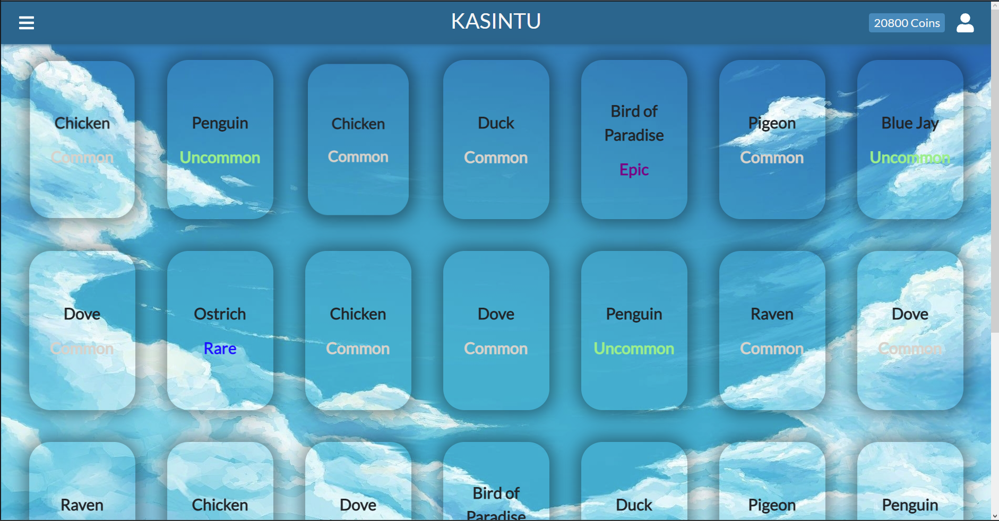 KASINTU
20800 Coins
Chicken
Common
Penguin
Uncommon
Chicken
Common
Duck
Common
Bird of
Paradise
Epic
Pigeon
Common
Blue Jay
Uncommon
Dove
Common
Ostrich
Rare
Chicken
Common
Dove
Common
Penguin
Uncommon
Raven
Common
Dove
Common
Raven
Chicken
Dove
Bird of
Paradise
Duck
Pigeon
Penguin